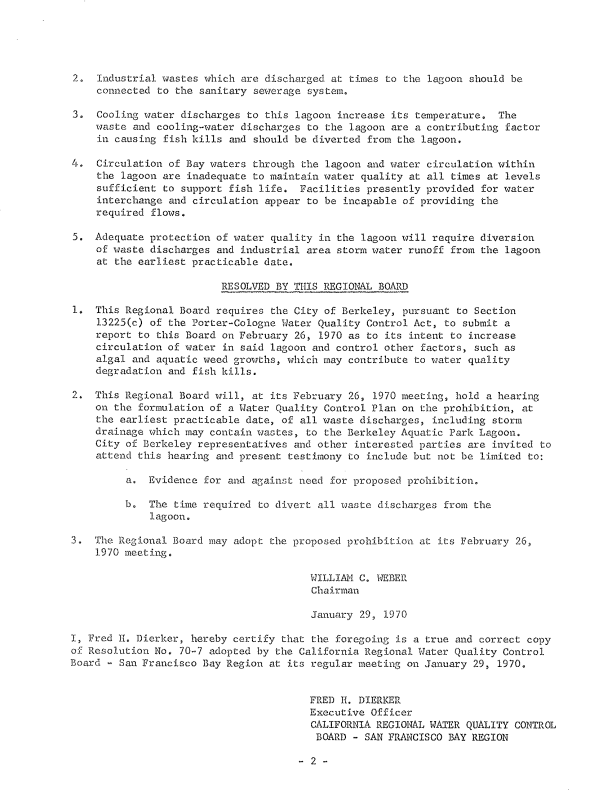 2. Industrial wastes which are discharged at times to the lagoon should be
connected to the sanitary sewerage system.
3. Cooling water discharges to this lagoon increase its temperature. The
waste and cooling-water discharges to the lagoon are a contributing factor
in causing fish kills and should be diverted from the lagoon.
4. Circulation of Bay waters through the lagoon and water circulation within
the lagoon are inadequate to maintain water quality at all times at levels
sufficient to support fish life. Facilities presently provided for water
interchange and circulation appear to be incapable of providing the
required flows.
5. Adequate protection of water quality in the lagoon will require diversion
of waste discharges and industrial area storm water runoff from the lagoon
at the earliest practicable date.
RESOLVED BY THIS REGIONAL BOARD
1. This Regional Board requires the City of Berkeley, pursuant to Section
13225(c) of the Porter-Cologne Water Quality Control Act, to submit a
report to this Board on February 26, 1970 as to its intent to increase
circulation of water in said lagoon and control other factors, such as
algal and aquatic weed growths, which may contribute to water quality
degradation and fish kills.
2. This Regional Board will, at its February 26, 1970 meeting, hold a hearing
on the formulation of a Water Quality Control Plan on the prohibition, at
the earliest practicable date, of all waste discharges, including storm
drainage which may contain wastes, to the Berkeley Aquatic Park Lagoon.
City of Berkeley representatives and other interested parties are invited to
attend this hearing and present testimony to include but not be limited to:
a. Evidence for and against need for proposed prohibition.
b. The time required to divert all waste discharges from the
lagoon.
3. The Regional Board may adopt the proposed prohibition at its February 26,
1970 meeting.
WILLIAM C. WEBER
Chairman
January 29, 1970
I, Fred H. Dierker, hereby certify that the foregoing is a true and correct copy
of Resolution No. 70-7 adopted by the California Regional Water Quality Control
Board - San Francisco Bay Region at its regular meeting on January 29, 1970.
FRED H. DIERKER
Executive Officer
CALIFORNIA REGIONAL WATER QUALITY CONTROL
BOARD - SAN FRANCISCO BAY REGION
- 2 -